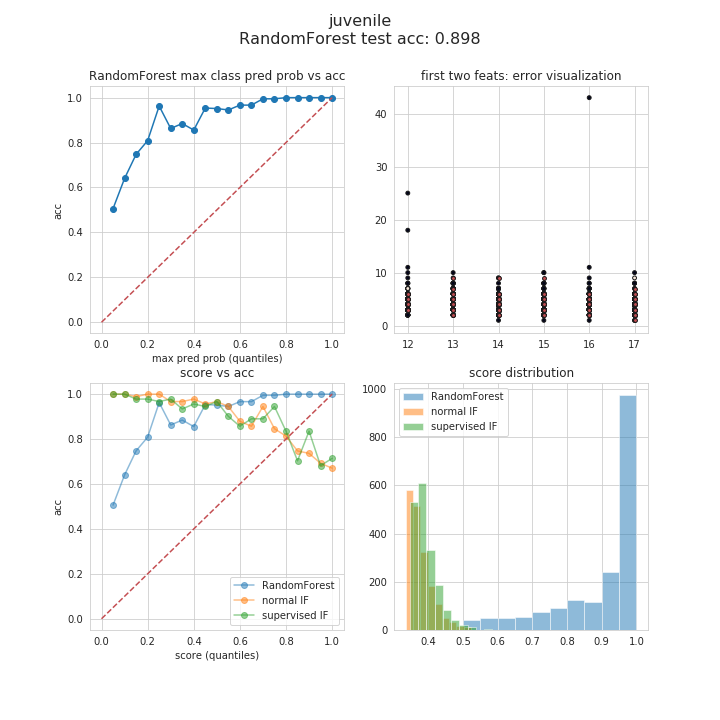 juvenile
RandomForest test acc: 0.898
RandomForest max class pred prob vs acc
1.0
0.8
0.6
0.4
0.2
0.0
acc
0.0 0.2 0.4 0.6 0.8 1.0
max pred prob (quantiles)
first two feats: error visualization
40
30
20
10
0
12 13 14 15 16 17
score vs acc
1.0
0.8
0.6
0.4
0.2
0.0
acc
RandomForest
normal IF
supervised IF
0.0 0.2 0.4 0.6 0.8 1.0
score (quantiles)
score distribution
1000
800
600
400
200
0
RandomForest
normal IF
supervised IF
0.4 0.5 0.6 0.7 0.8 0.9 1.0